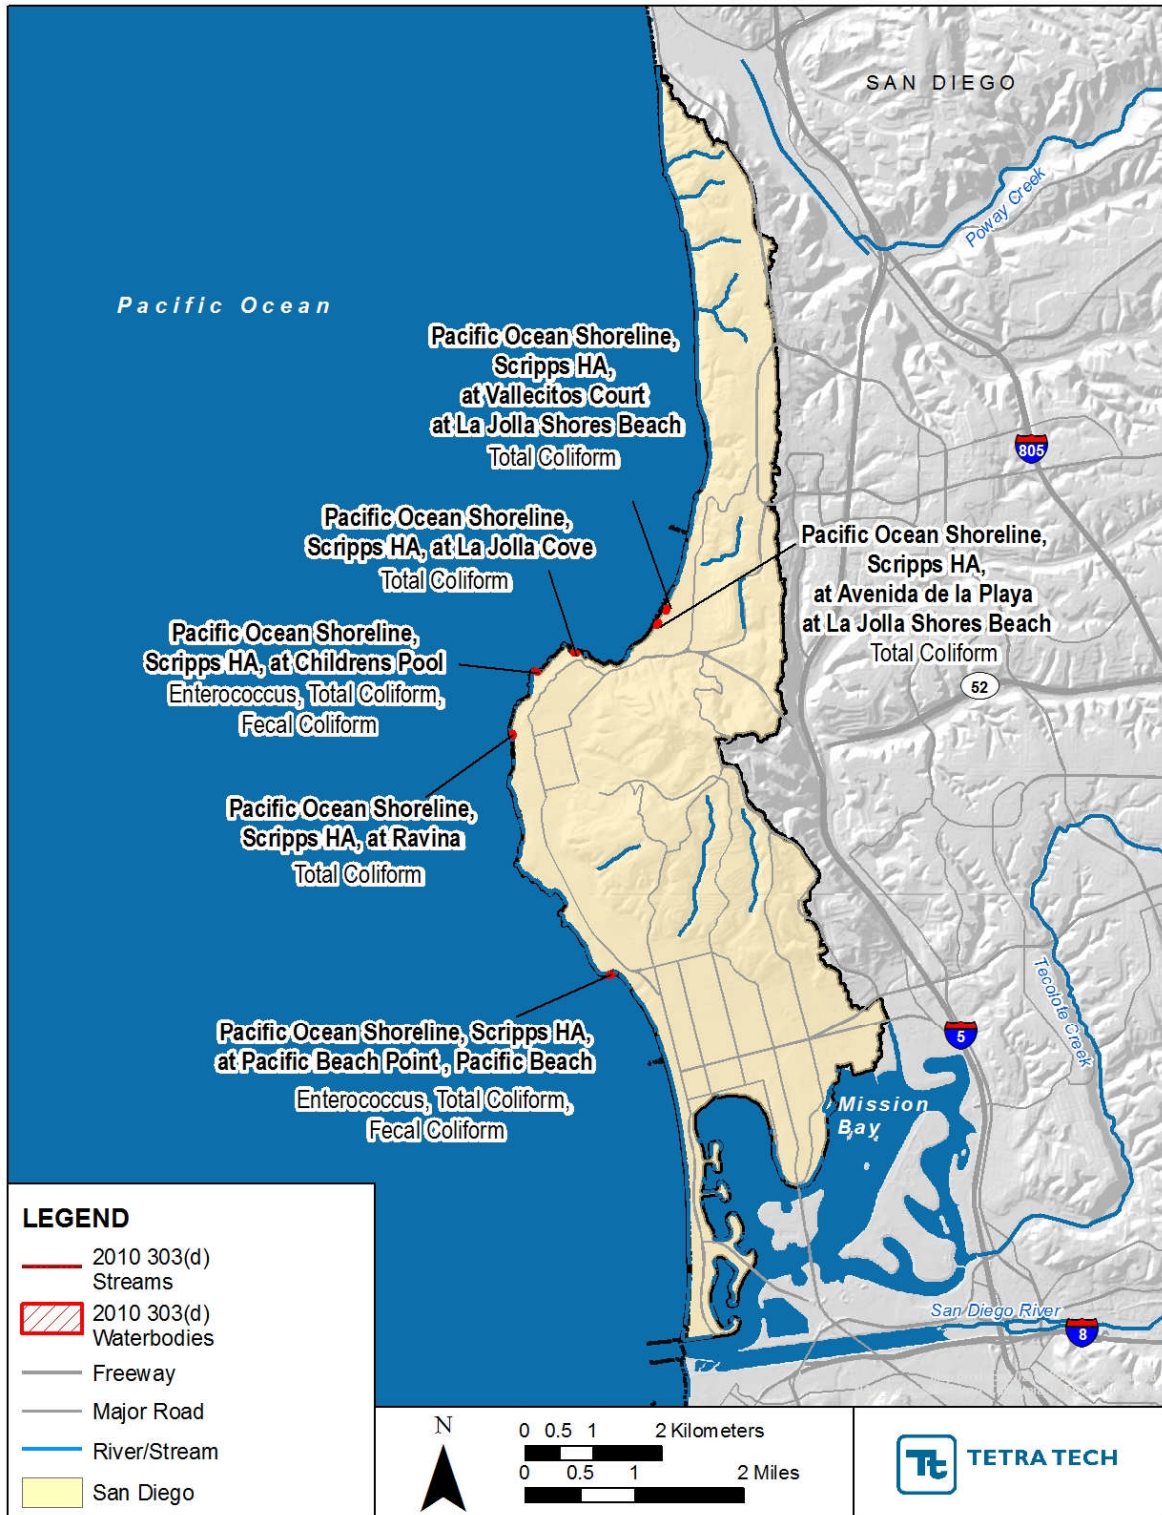 SAN DIEGO
Poway Creek
Pacific Ocean
Pacific Ocean Shoreline,
Scripps HA,
at Vallecitos Court
at La Jolla Shores Beach
Total Coliform
805
Pacific Ocean Shoreline,
Scripps HA, at La Jolla Cove
Total Coliform
Pacific Ocean Shoreline,
Scripps HA,
at Avenida de la Playa
at La Jolla Shores Beach
Total Coliform
Pacific Ocean Shoreline,
Scripps HA, at Childrens Pool
Enterococcus, Total Coliform,
Fecal Coliform
52
Pacific Ocean Shoreline,
Scripps HA, at Ravina
Total Coliform
Tecolote Creek
Pacific Ocean Shoreline, Scripps HA,
at Pacific Beach Point , Pacific Beach
Enterococcus, Total Coliform,
Fecal Coliform
5
Mission
Bay
San Diego River
8
LEGEND
2010 303(d)
Streams
2010 303(d)
Waterbodies
Freeway
Major Road
River/Stream
San Diego
N
0 0.5 1 2 Kilometers
0 0.5 1 2 Miles
Tt TETRA TECH